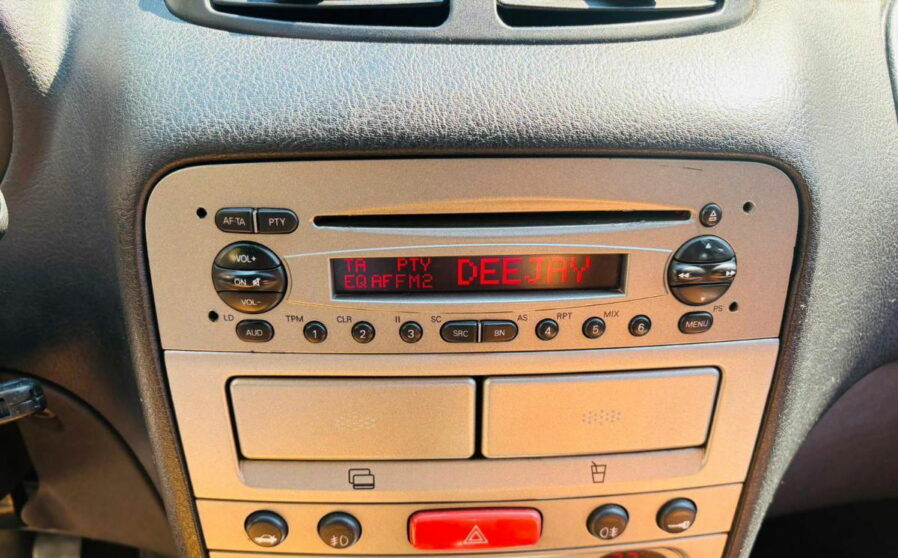 AF-TA PTY
VOL+
ON
VOL-
TA PTY
EQ AF FM2 DEEJAY
LD TPM CLR II SC AS RPT MIX PS
AUD 1 2 3 SRC BN 4 5 6 MENU